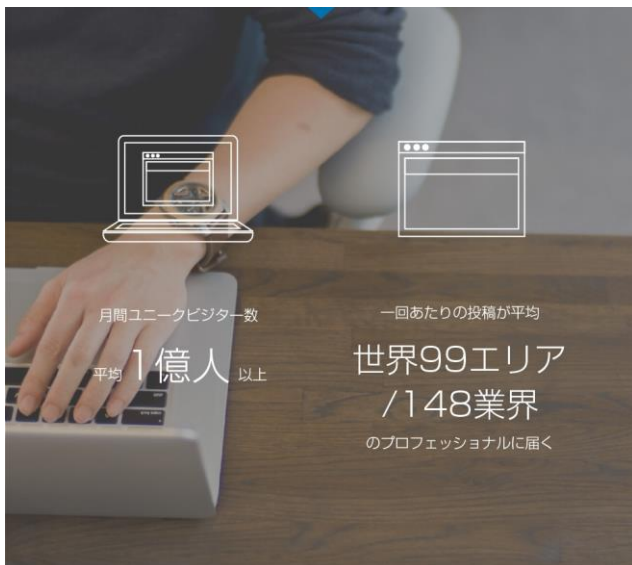 月間ユニークビジター数
平均 1億人 以上
一回あたりの投稿が平均
世界99エリア
/148業界
のプロフェッショナルに届く